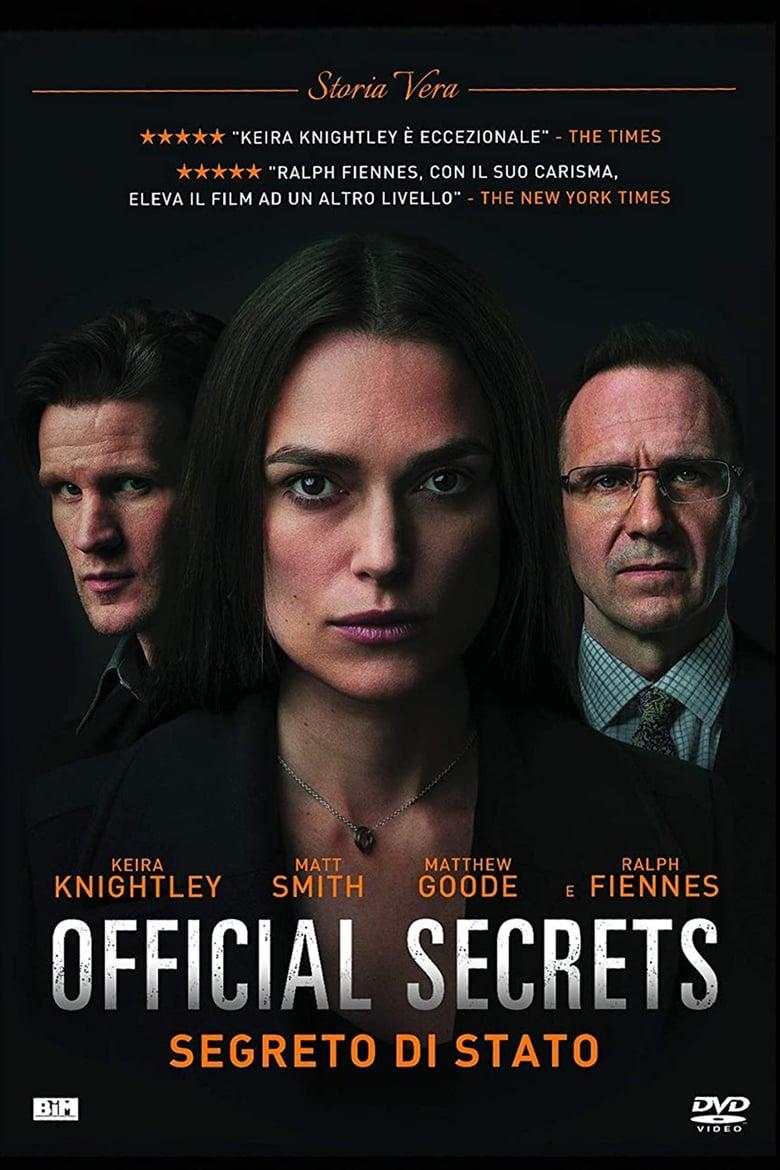 Storia Vera
★★★★★ "KEIRA KNIGHTLEY È ECCEZIONALE" - THE TIMES
★★★★★ "RALPH FIENNES, CON IL SUO CARISMA,
ELEVA IL FILM AD UN ALTRO LIVELLO" - THE NEW YORK TIMES
KEIRA KNIGHTLEY MATT SMITH MATTHEW GOODE E RALPH FIENNES
OFFICIAL SECRETS
SEGRETO DI STATO
BiM
DVD
VIDEO